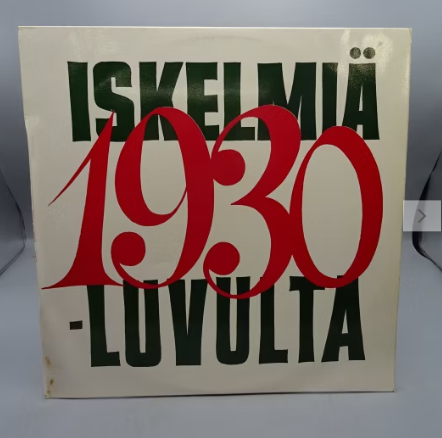 ISKELMIÄ
1930
-LUVULTA